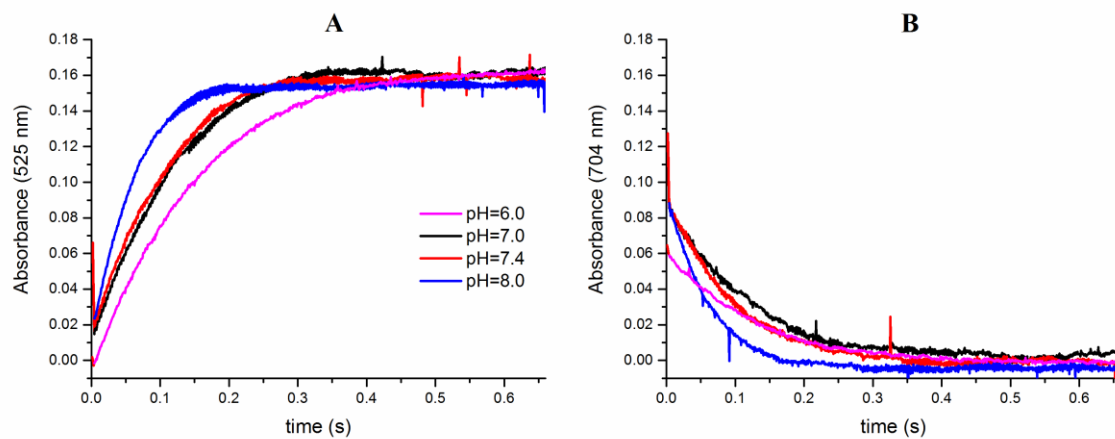 A
B
Absorbance (525 nm)
0.18
0.16
0.14
0.12
0.10
0.08
0.06
0.04
0.02
0.00
pH=6.0
pH=7.0
pH=7.4
pH=8.0
0.0 0.1 0.2 0.3 0.4 0.5 0.6
time (s)
Absorbance (704 nm)
0.18
0.16
0.14
0.12
0.10
0.08
0.06
0.04
0.02
0.00
0.0 0.1 0.2 0.3 0.4 0.5 0.6
time (s)